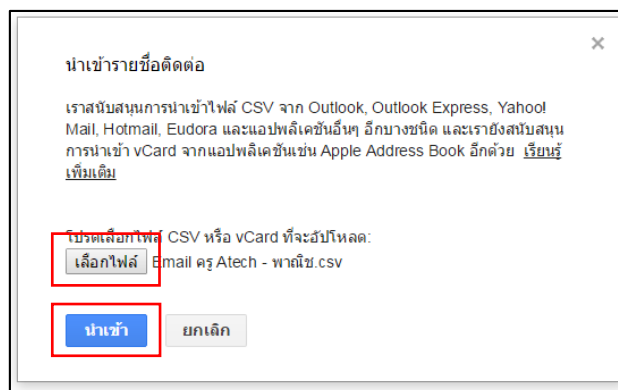 นำเข้ารายชื่อติดต่อ
เราสนับสนุนการนำเข้าไฟล์ CSV จาก Outlook, Outlook Express, Yahoo!
Mail, Hotmail, Eudora และแอปพลิเคชันอื่นๆ อีกบางชนิด และเรายังสนับสนุน
การนำเข้า vCard จากแอปพลิเคชันเช่น Apple Address Book อีกด้วย เรียนรู้
เพิ่มเติม
โปรดเลือกไฟล์ CSV หรือ vCard ที่จะอัปโหลด:
เลือกไฟล์ Email ครู Atech - พาณิช.csv
นำเข้า ยกเลิก